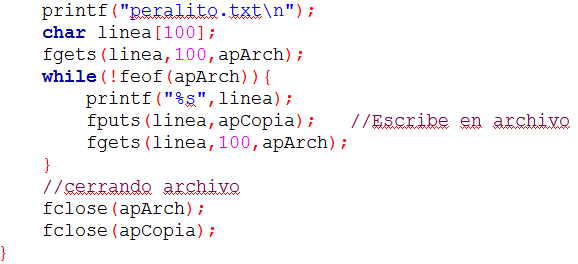 printf("peralito.txt\n");
char linea[100];
fgets(linea,100,apArch);
while(!feof(apArch)){
printf("%s",linea);
fputs(linea,apCopia);   //Escribe en archivo
fgets(linea,100,apArch);
}
//cerrando archivo
fclose(apArch);
fclose(apCopia);
}